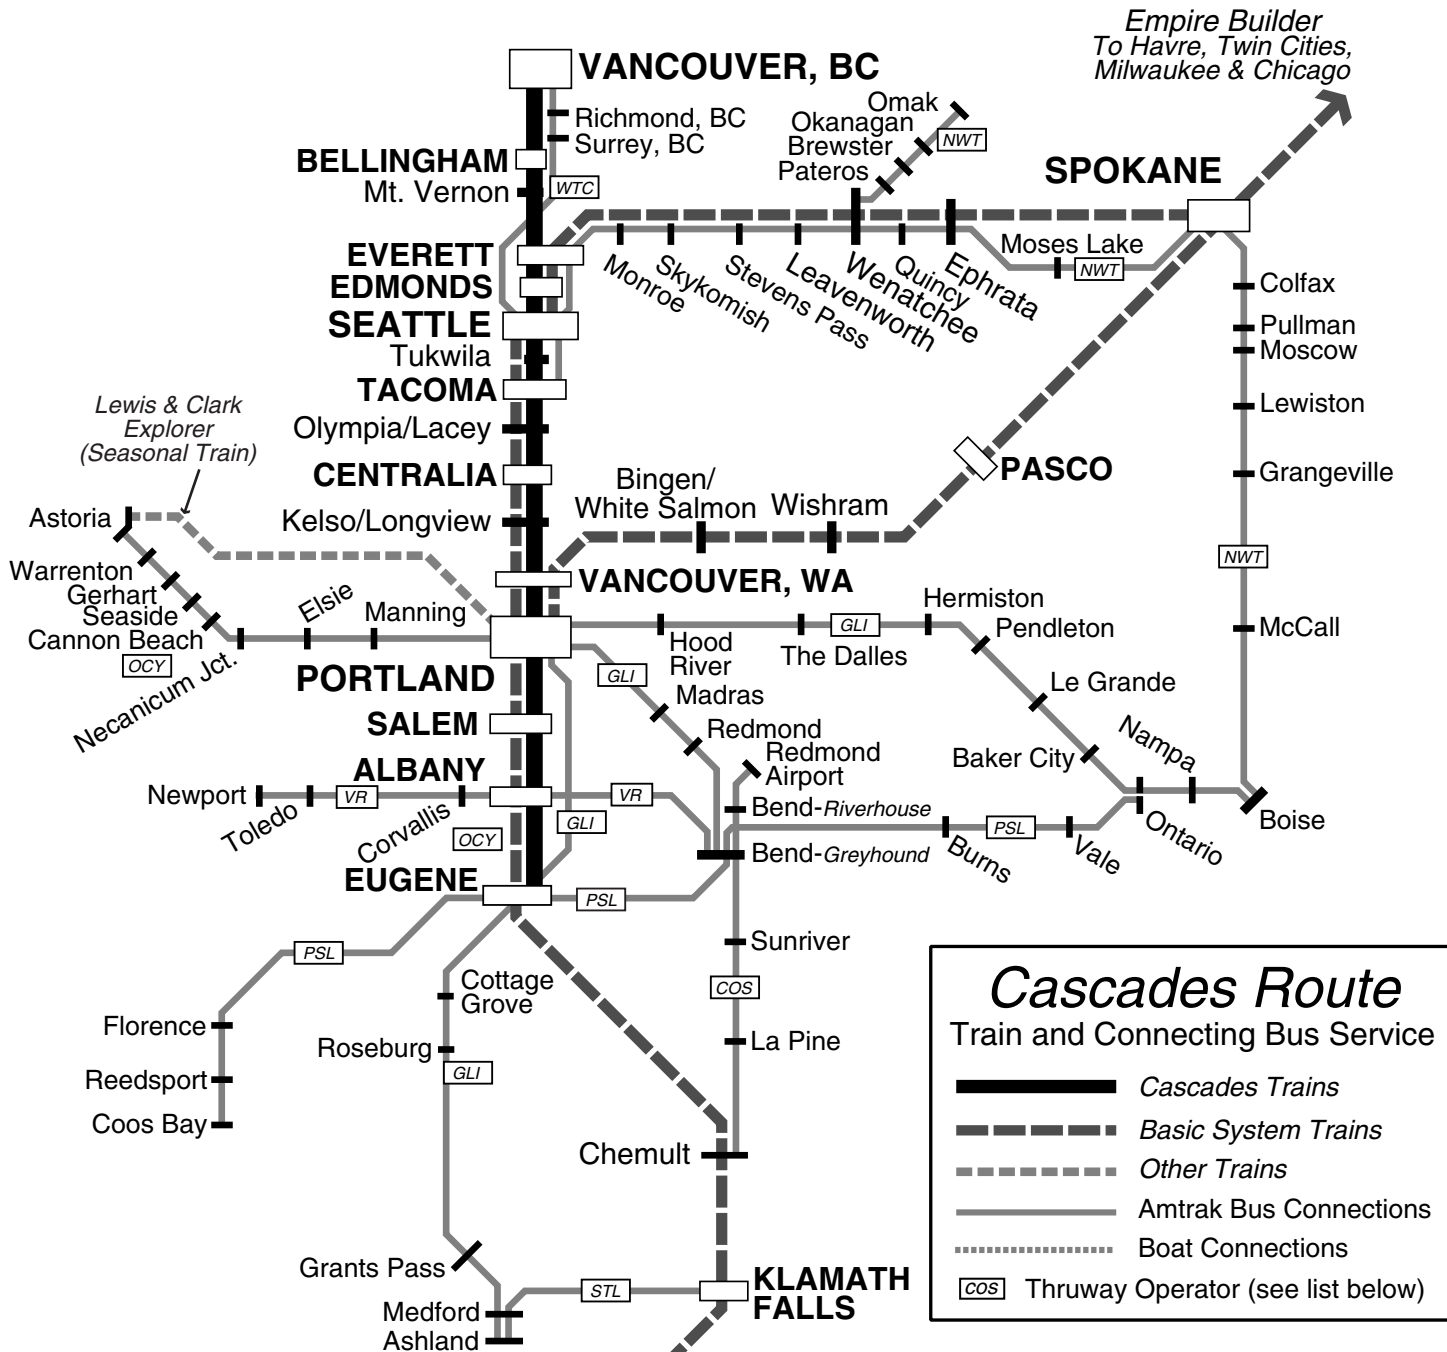 Empire Builder
To Havre, Twin Cities,
Milwaukee & Chicago
VANCOUVER, BC
Richmond, BC
Surrey, BC
BELLINGHAM
Mt. Vernon
WTC
Omak
Okanagan
Brewster
Pateros
NWT
SPOKANE
EVERETT
EDMONDS
SEATTLE
Tukwila
TACOMA
Monroe
Skykomish
Stevens Pass
Leavenworth
Wenatchee
Quincy
Ephrata
Moses Lake
NWT
Colfax
Pullman
Moscow
Lewiston
Grangeville
NWT
McCall
Lewis & Clark
Explorer
(Seasonal Train)
Olympia/Lacey
CENTRALIA
Kelso/Longview
Bingen/
White Salmon
Wishram
PASCO
VANCOUVER, WA
Astoria
Warrenton
Gerhart
Seaside
Cannon Beach
OCY
Necanicum Jct.
Elsie
Manning
PORTLAND
Hood
River
The Dalles
GLI
Hermiston
Pendleton
Le Grande
Baker City
Nampa
Ontario
Boise
GLI
Madras
Redmond
Redmond
Airport
SALEM
ALBANY
Newport
Toledo
VR
Corvallis
VR
OCY
GLI
Bend-Riverhouse
Bend-Greyhound
Burns
PSL
Vale
EUGENE
PSL
PSL
Sunriver
COS
La Pine
Cottage
Grove
Roseburg
GLI
Florence
Reedsport
Coos Bay
Chemult
Grants Pass
Medford
Ashland
STL
KLAMATH
FALLS
Cascades Route
Train and Connecting Bus Service
Cascades Trains
Basic System Trains
Other Trains
Amtrak Bus Connections
Boat Connections
COS Thruway Operator (see list below)